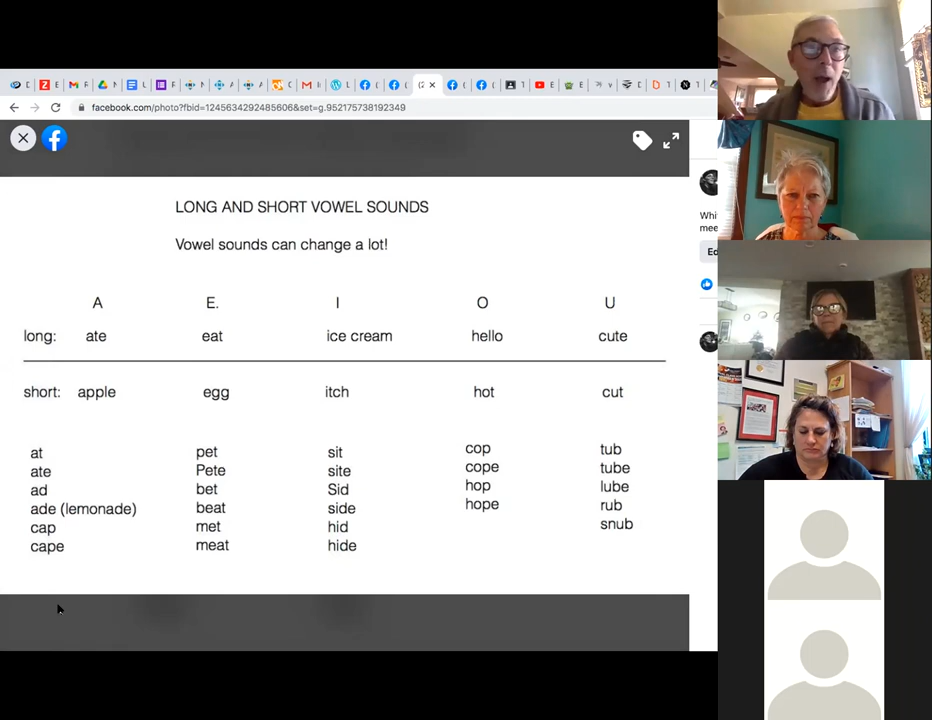 facebook.com/photo?fbid=1245634292485606&set=g.952175738192349
LONG AND SHORT VOWEL SOUNDS
Vowel sounds can change a lot!
A E. I O U
long: ate eat ice cream hello cute
short: apple egg itch hot cut
at pet sit cop tub
ate Pete site cope tube
ad bet Sid hop lube
ade (lemonade) beat side hope rub
cap met hid snub
cape meat hide
Whi
mee
Ed